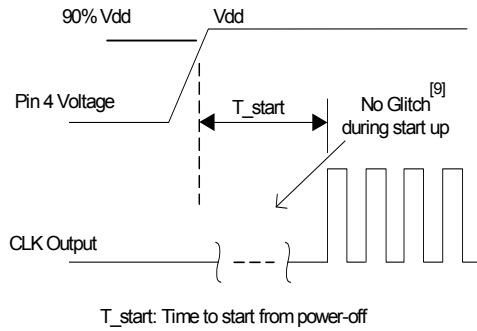 90% Vdd
Vdd
Pin 4 Voltage
T_start
No Glitch[9]
during start up
CLK Output
T_start: Time to start from power-off